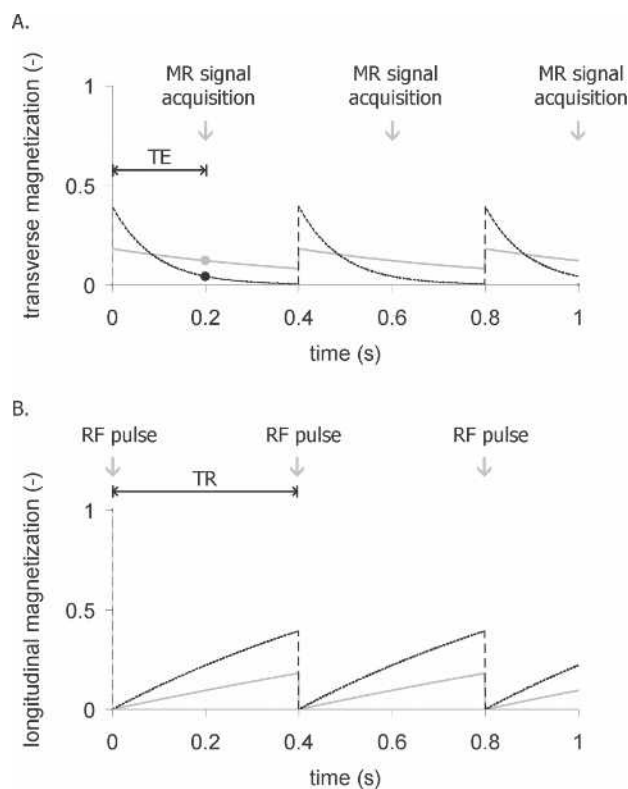 A.
MR signal acquisition
MR signal acquisition
MR signal acquisition
TE
transverse magnetization (-)
1
0.5
0
0 0.2 0.4 0.6 0.8 1
time (s)
B.
RF pulse RF pulse RF pulse
TR
longitudinal magnetization (-)
1
0.5
0
0 0.2 0.4 0.6 0.8 1
time (s)